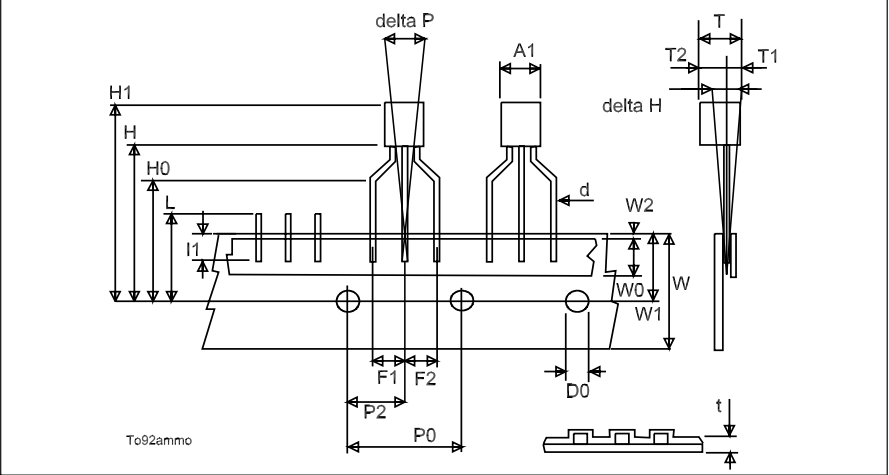 delta P
T
A1
T2
T1
H1
delta H
H
H0
d
L
W2
I1
W0
W
W1
F1
F2
D0
P2
t
P0
To92ammo